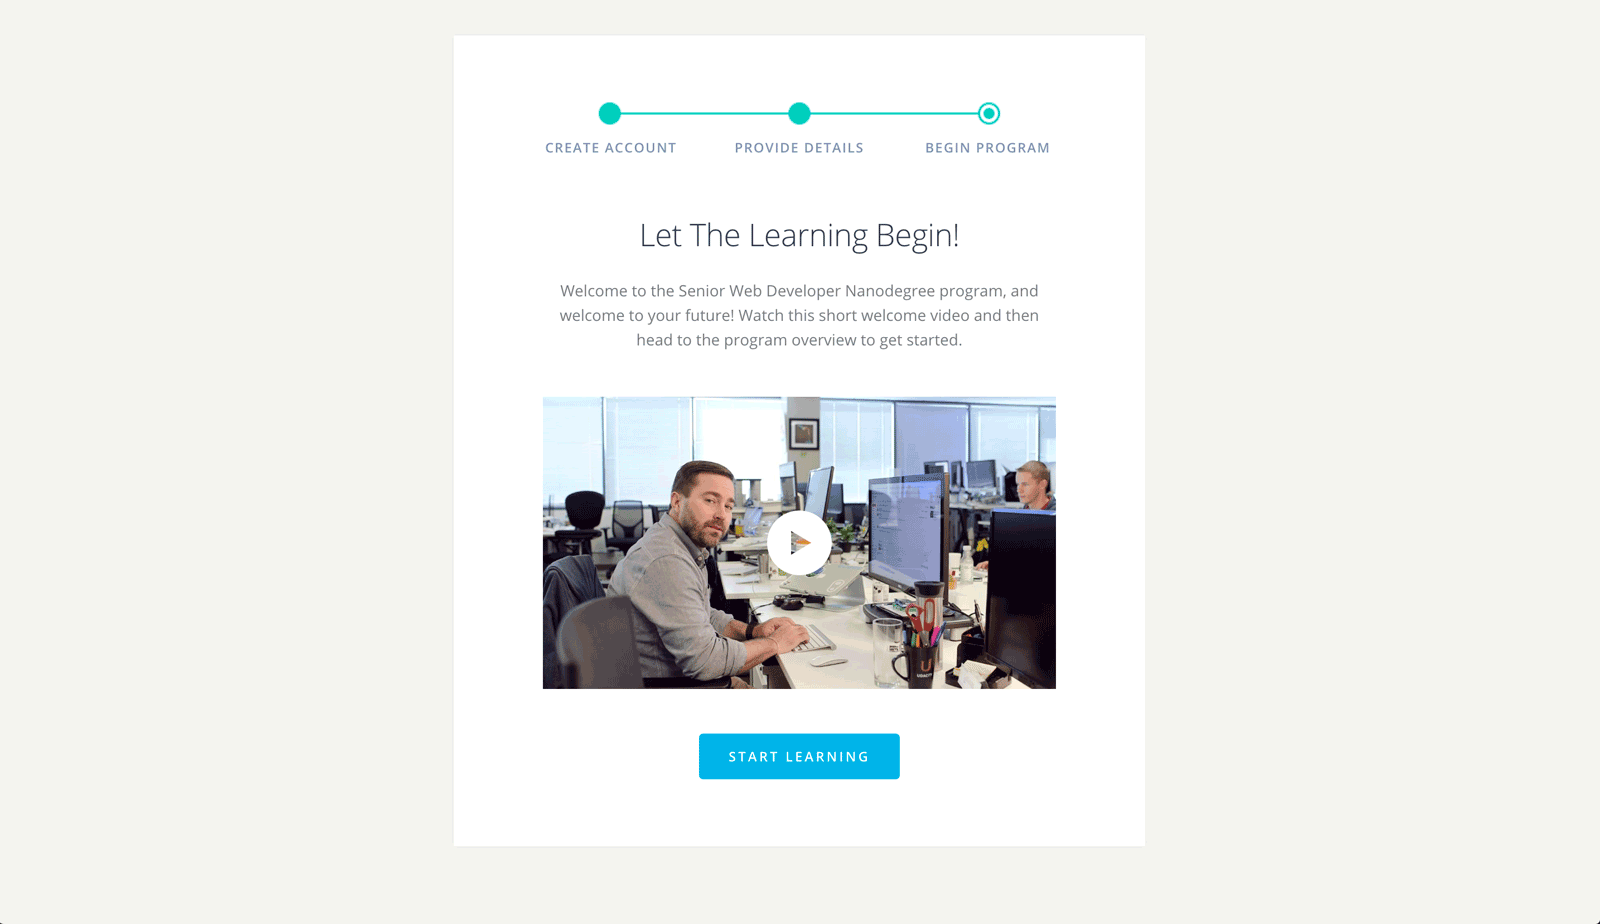 CREATE ACCOUNT
PROVIDE DETAILS
BEGIN PROGRAM
Let The Learning Begin!
Welcome to the Senior Web Developer Nanodegree program, and
welcome to your future! Watch this short welcome video and then
head to the program overview to get started.
START LEARNING